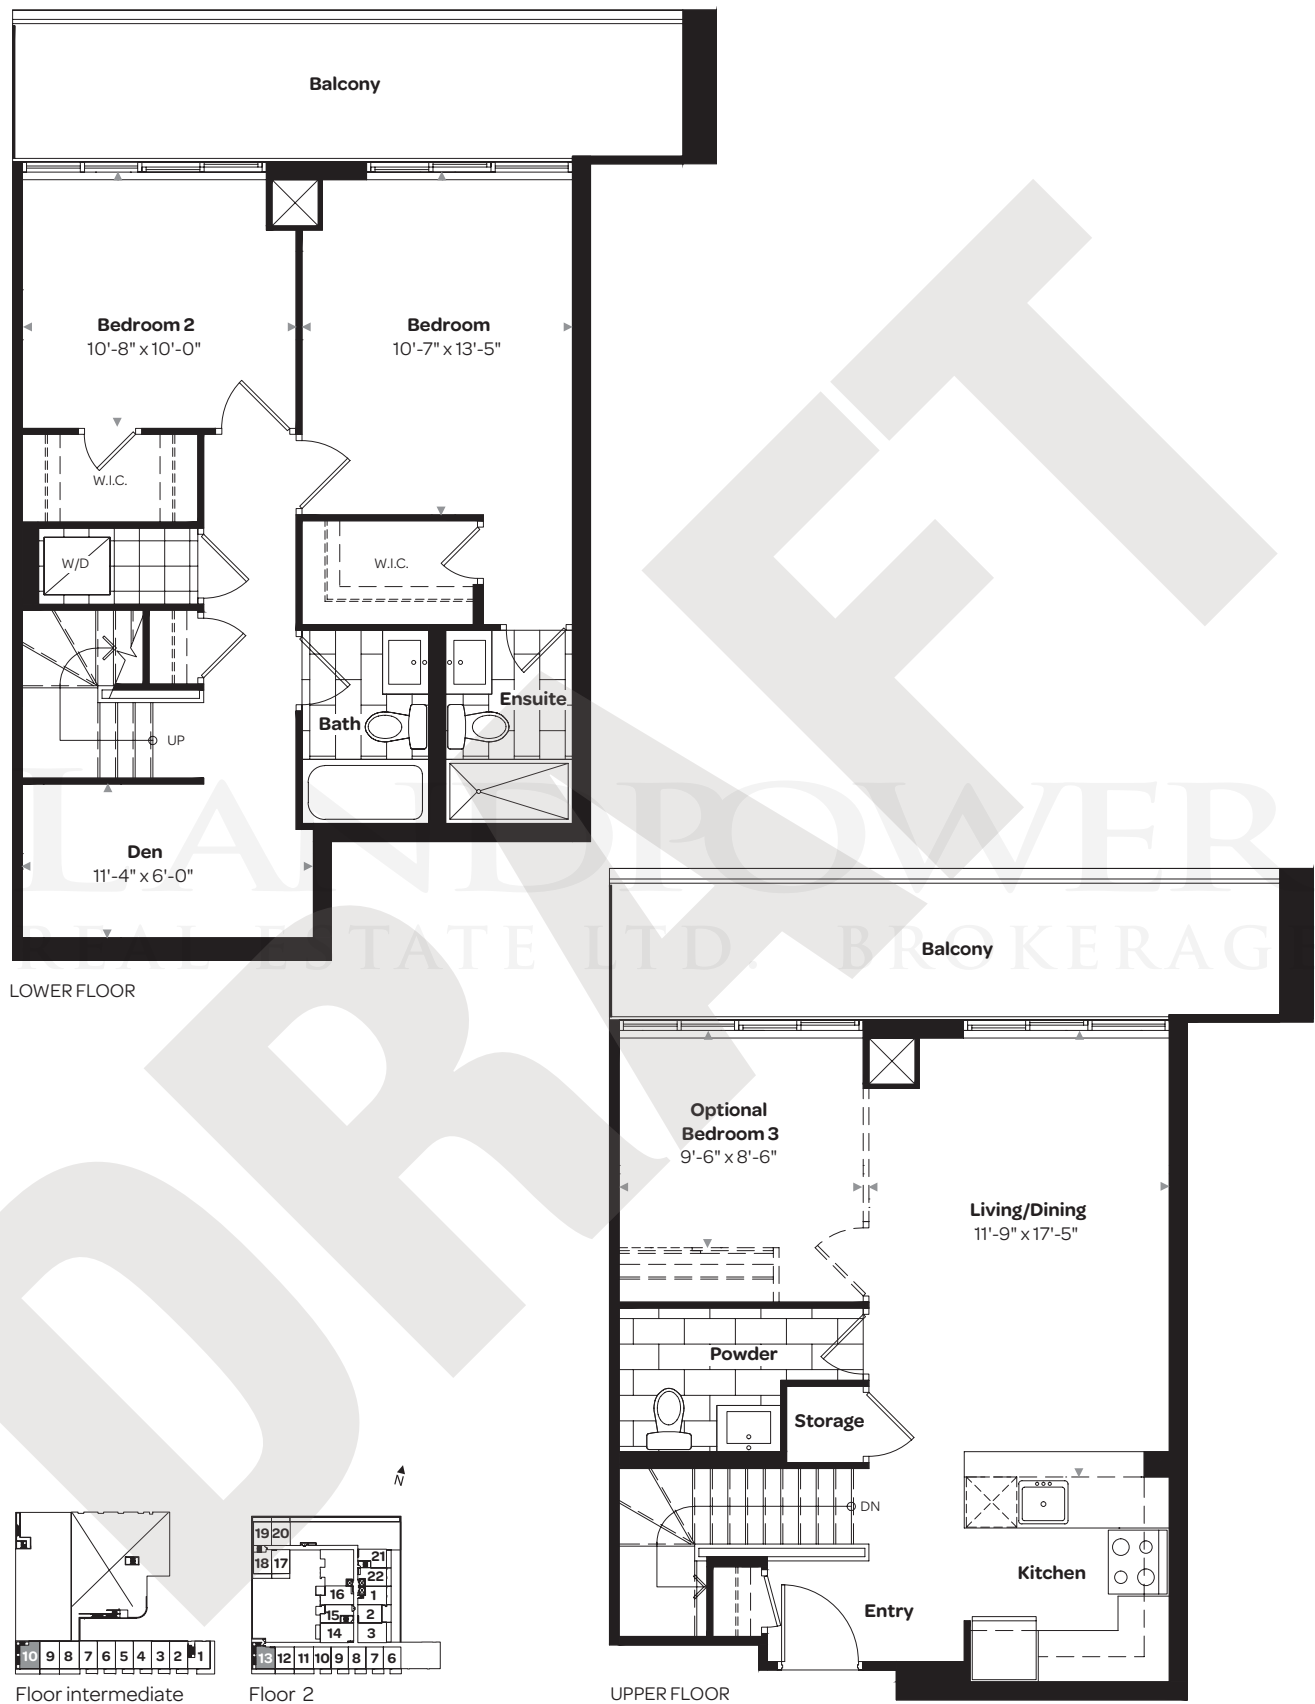 Balcony
Bedroom 2
10'-8" x 10'-0"
Bedroom
10'-7" x 13'-5"
W.I.C.
W/D
W.I.C.
Bath
Ensuite
UP
Den
11'-4" x 6'-0"
LOWER FLOOR
LANDPOWER
REAL ESTATE LTD. BROKERAGE
DRAFT
Balcony
Optional
Bedroom 3
9'-6" x 8'-6"
Living/Dining
11'-9" x 17'-5"
Powder
Storage
DN
Kitchen
Entry
UPPER FLOOR
N
10 9 8 7 6 5 4 3 2 1
Floor intermediate
19 20
18 17
21
22
16 1
15 2
14 3
13 12 11 10 9 8 7 6
Floor 2